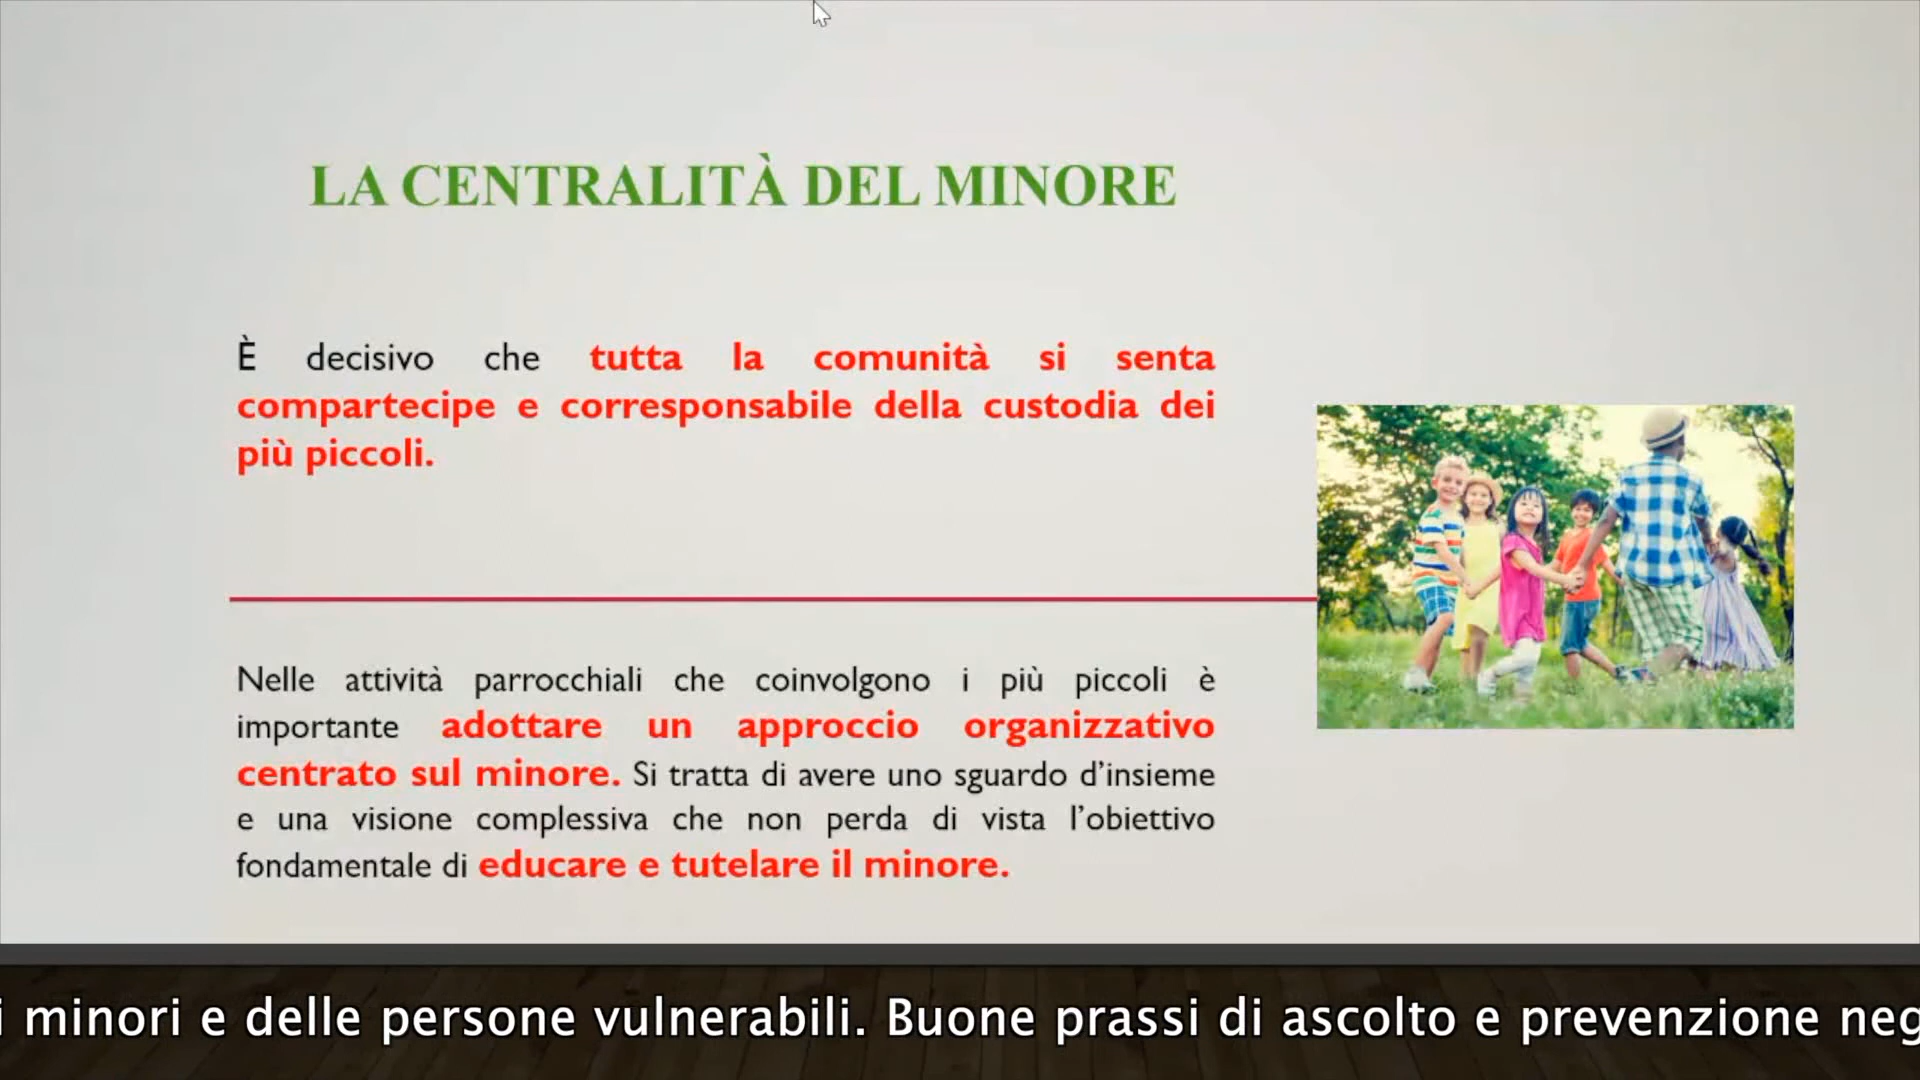 LA CENTRALITÀ DEL MINORE
È decisivo che tutta la comunità si senta
compartecipe e corresponsabile della custodia dei
più piccoli.
Nelle attività parrocchiali che coinvolgono i più piccoli è
importante adottare un approccio organizzativo
centrato sul minore. Si tratta di avere uno sguardo d’insieme
e una visione complessiva che non perda di vista l’obiettivo
fondamentale di educare e tutelare il minore.
i minori e delle persone vulnerabili. Buone prassi di ascolto e prevenzione neg